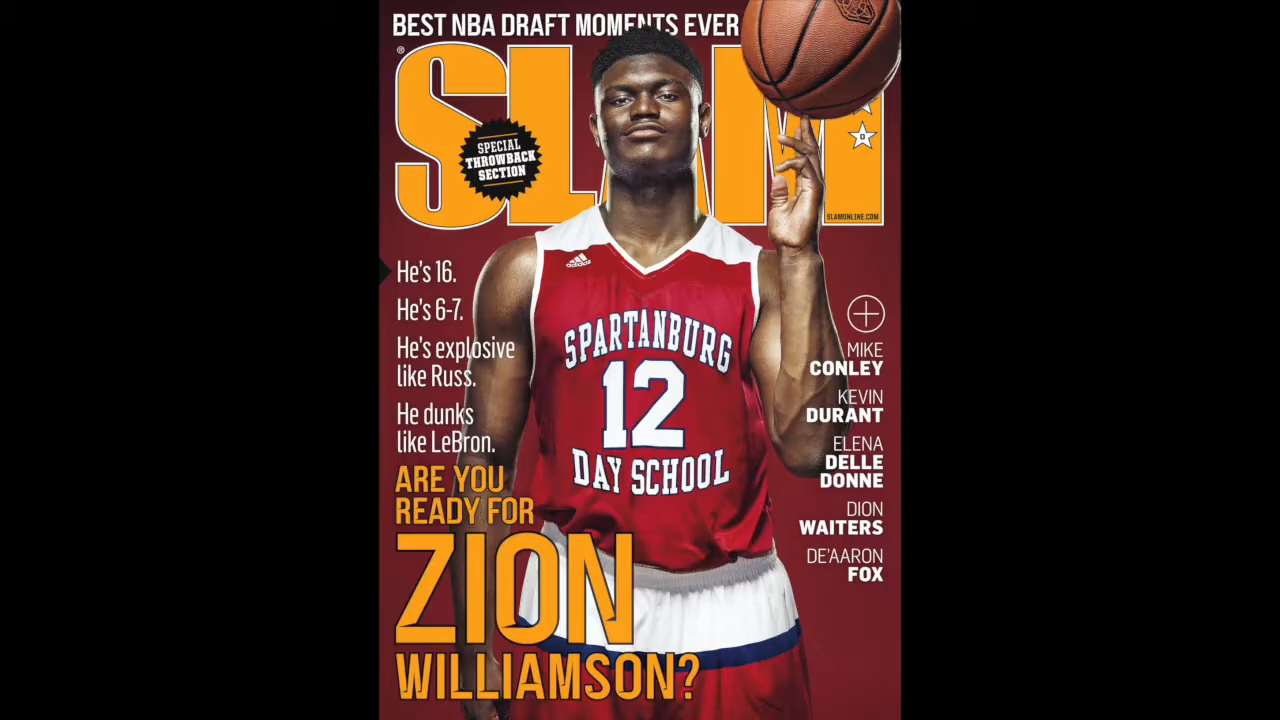 BEST NBA DRAFT MOMENTS EVER
SLAM
®
SPECIAL
THROWBACK
SECTION
SLAMONLINE.COM
adidas
He's 16.
He's 6-7.
He's explosive
like Russ.
He dunks
like LeBron.
ARE YOU
READY FOR
ZION
WILLIAMSON?
SPARTANBURG
12
DAY SCHOOL
MIKE
CONLEY
KEVIN
DURANT
ELENA
DELLE
DONNE
DION
WAITERS
DE'AARON
FOX